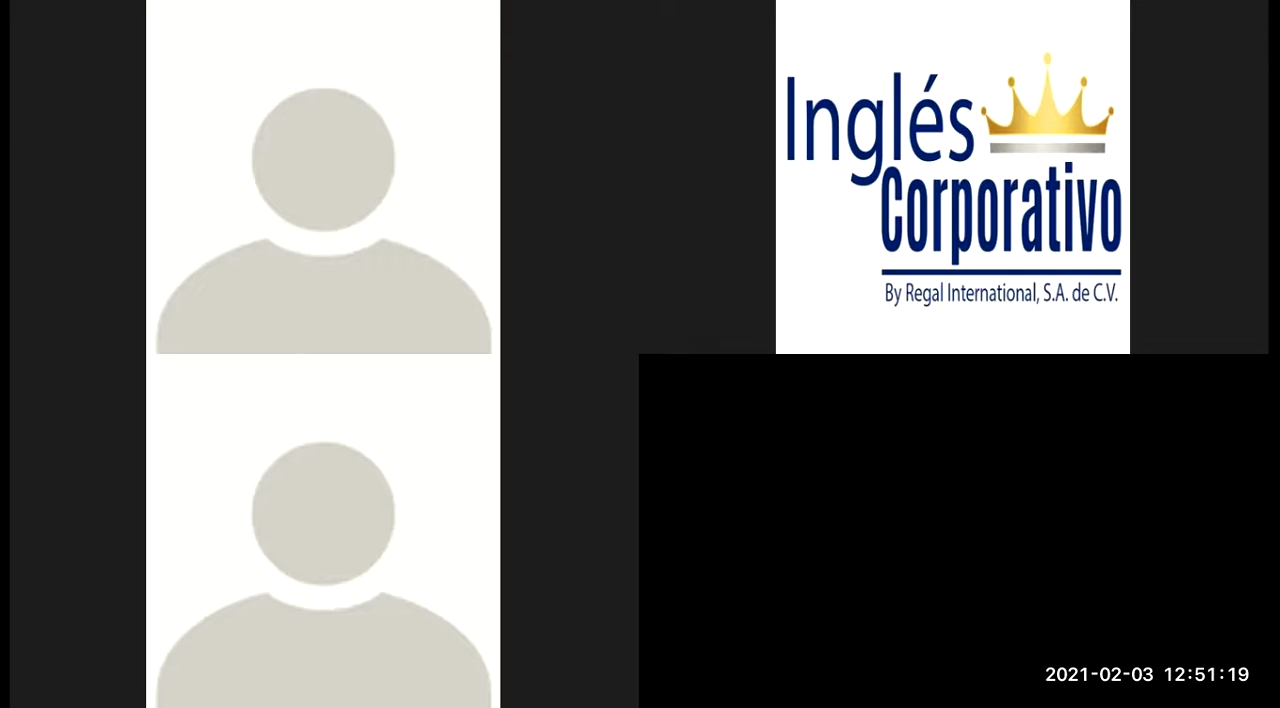 Inglés
Corporativo
By Regal International, S.A. de C.V.
2021-02-03 12:51:19